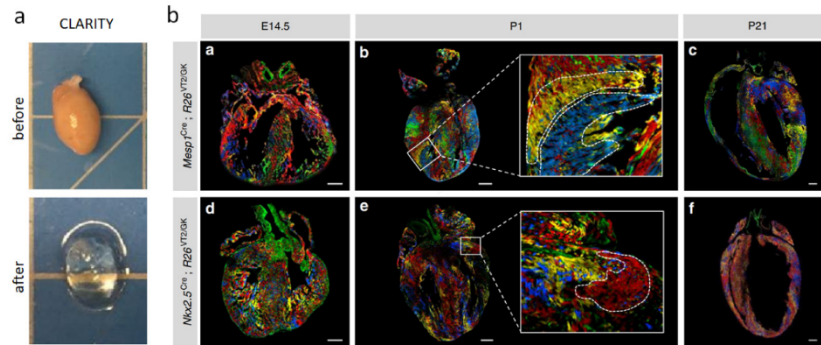 a
CLARITY
before
after
b
E14.5
P1
P21
Mesp1Cre ; R26VT2/GK
Nkx2.5Cre ; R26VT2/GK
a
b
c
d
e
f